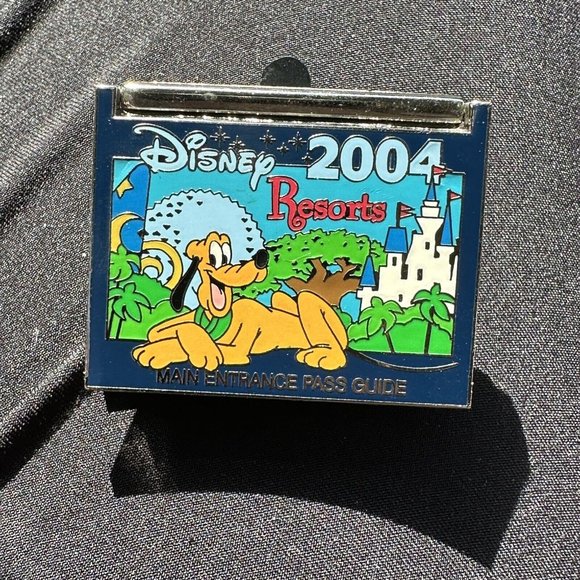 Disney 2004
Resorts
MAIN ENTRANCE PASS GUIDE